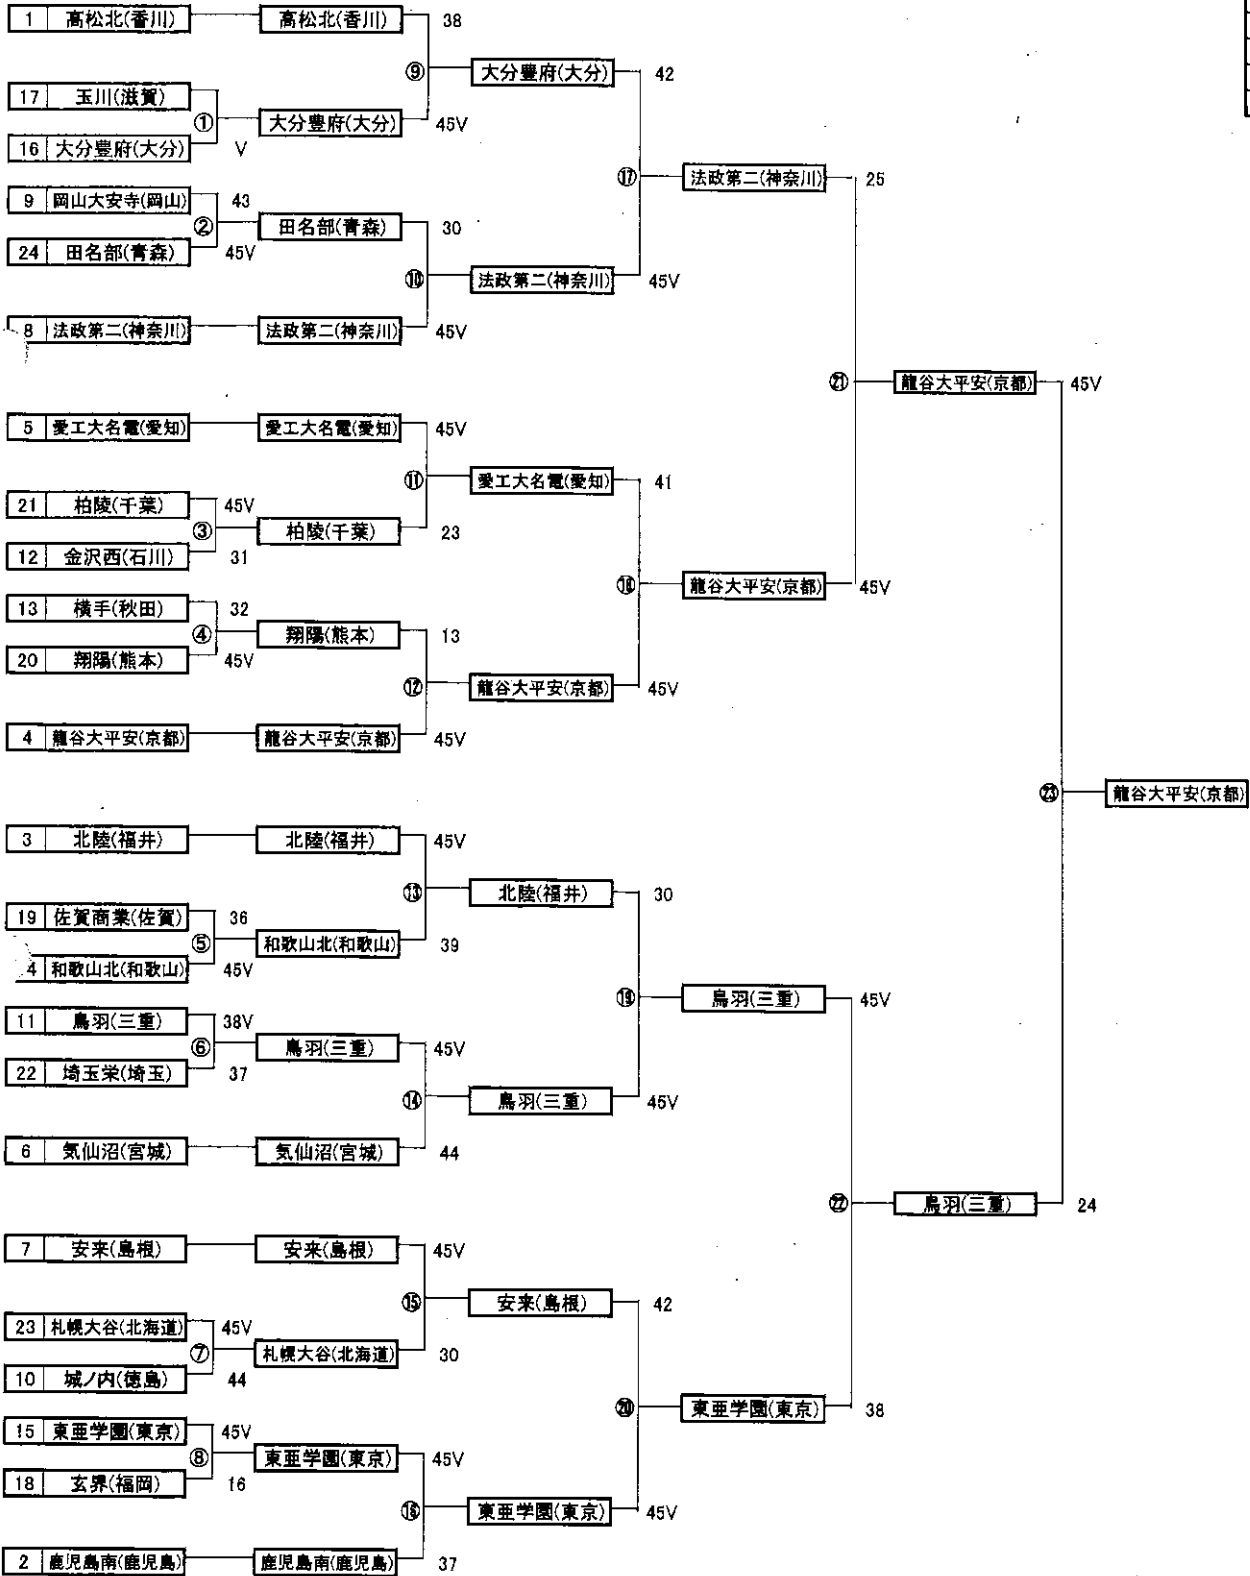 1 高松北(香川) 高松北(香川) 38
⑨ 大分豊府(大分) 42
17 玉川(滋賀)
① 大分豊府(大分) 45V
16 大分豊府(大分) V
⑰ 法政第二(神奈川) 25
9 岡山大安寺(岡山) 43
② 田名部(青森) 30
24 田名部(青森) 45V
⑩ 法政第二(神奈川) 45V
8 法政第二(神奈川) 法政第二(神奈川) 45V
㉑ 龍谷大平安(京都) 45V
5 愛工大名電(愛知) 愛工大名電(愛知) 45V
⑪ 愛工大名電(愛知) 41
21 柏陵(千葉) 45V
③ 柏陵(千葉) 23
12 金沢西(石川) 31
⑱ 龍谷大平安(京都) 45V
13 横手(秋田) 32
④ 翔陽(熊本) 13
20 翔陽(熊本) 45V
⑫ 龍谷大平安(京都) 45V
4 龍谷大平安(京都) 龍谷大平安(京都) 45V
㉓ 龍谷大平安(京都)
3 北陸(福井) 北陸(福井) 45V
⑬ 北陸(福井) 30
19 佐賀商業(佐賀) 36
⑤ 和歌山北(和歌山) 39
4 和歌山北(和歌山) 45V
⑲ 鳥羽(三重) 45V
11 鳥羽(三重) 38V
⑥ 鳥羽(三重) 45V
22 埼玉栄(埼玉) 37
⑭ 鳥羽(三重) 45V
6 気仙沼(宮城) 気仙沼(宮城) 44
㉒ 鳥羽(三重) 24
7 安来(島根) 安来(島根) 45V
⑮ 安来(島根) 42
23 札幌大谷(北海道) 45V
⑦ 札幌大谷(北海道) 30
10 城ノ内(徳島) 44
⑳ 東亜学園(東京) 38
15 東亜学園(東京) 45V
⑧ 東亜学園(東京) 45V
18 玄界(福岡) 16
⑯ 東亜学園(東京) 45V
2 鹿児島南(鹿児島) 鹿児島南(鹿児島) 37